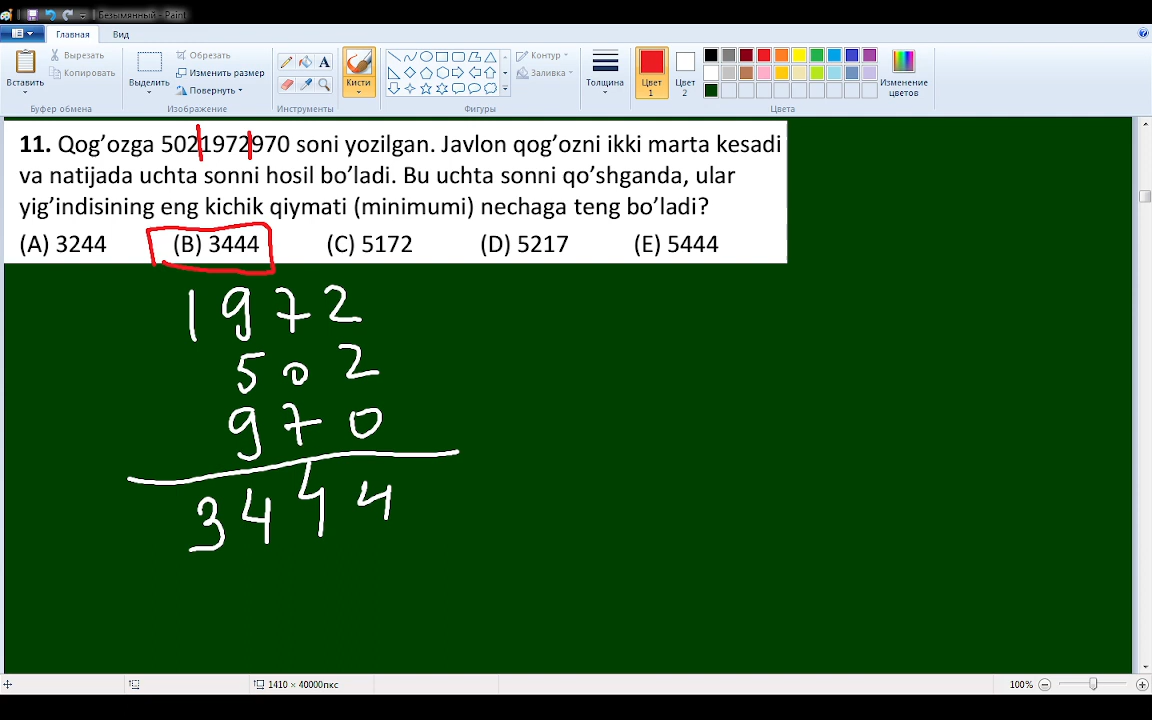 Безымянный - Paint
Главная Вид
Вставить
Вырезать
Копировать
Буфер обмена
Выделить
Обрезать
Изменить размер
Повернуть
Изображение
A
Инструменты
Кисти
Контур
Заливка
Фигуры
Толщина
Цвет 1
Цвет 2
Изменение цветов
Цвета
11. Qog’ozga 5021972970 soni yozilgan. Javlon qog’ozni ikki marta kesadi
va natijada uchta sonni hosil bo’ladi. Bu uchta sonni qo’shganda, ular
yig’indisining eng kichik qiymati (minimumi) nechaga teng bo’ladi?
(A) 3244 (B) 3444 (C) 5172 (D) 5217 (E) 5444
1972
502
970
3444
1410 × 40000пкс 100%